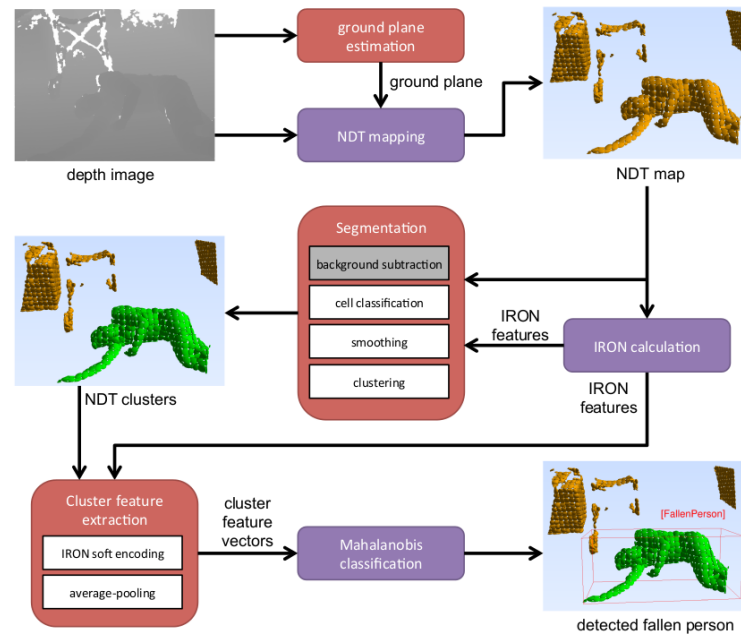 ground plane
estimation
ground plane
NDT mapping
depth image
NDT map
Segmentation
background subtraction
cell classification
smoothing
clustering
IRON
features
IRON calculation
IRON
features
NDT clusters
Cluster feature
extraction
IRON soft encoding
average-pooling
cluster
feature
vectors
Mahalanobis
classification
[FallenPerson]
detected fallen person